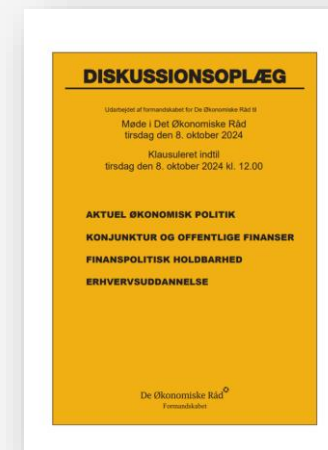 DISKUSSIONSOPLÆG
Udarbejdet af formandskabet for De Økonomiske Råd til
Møde i Det Økonomiske Råd
tirsdag den 8. oktober 2024
Klausuleret indtil
tirsdag den 8. oktober 2024 kl. 12.00
AKTUEL ØKONOMISK POLITIK
KONJUNKTUR OG OFFENTLIGE FINANSER
FINANSPOLITISK HOLDBARHED
ERHVERVSUDDANNELSE
De Økonomiske Råd
Formandskabet